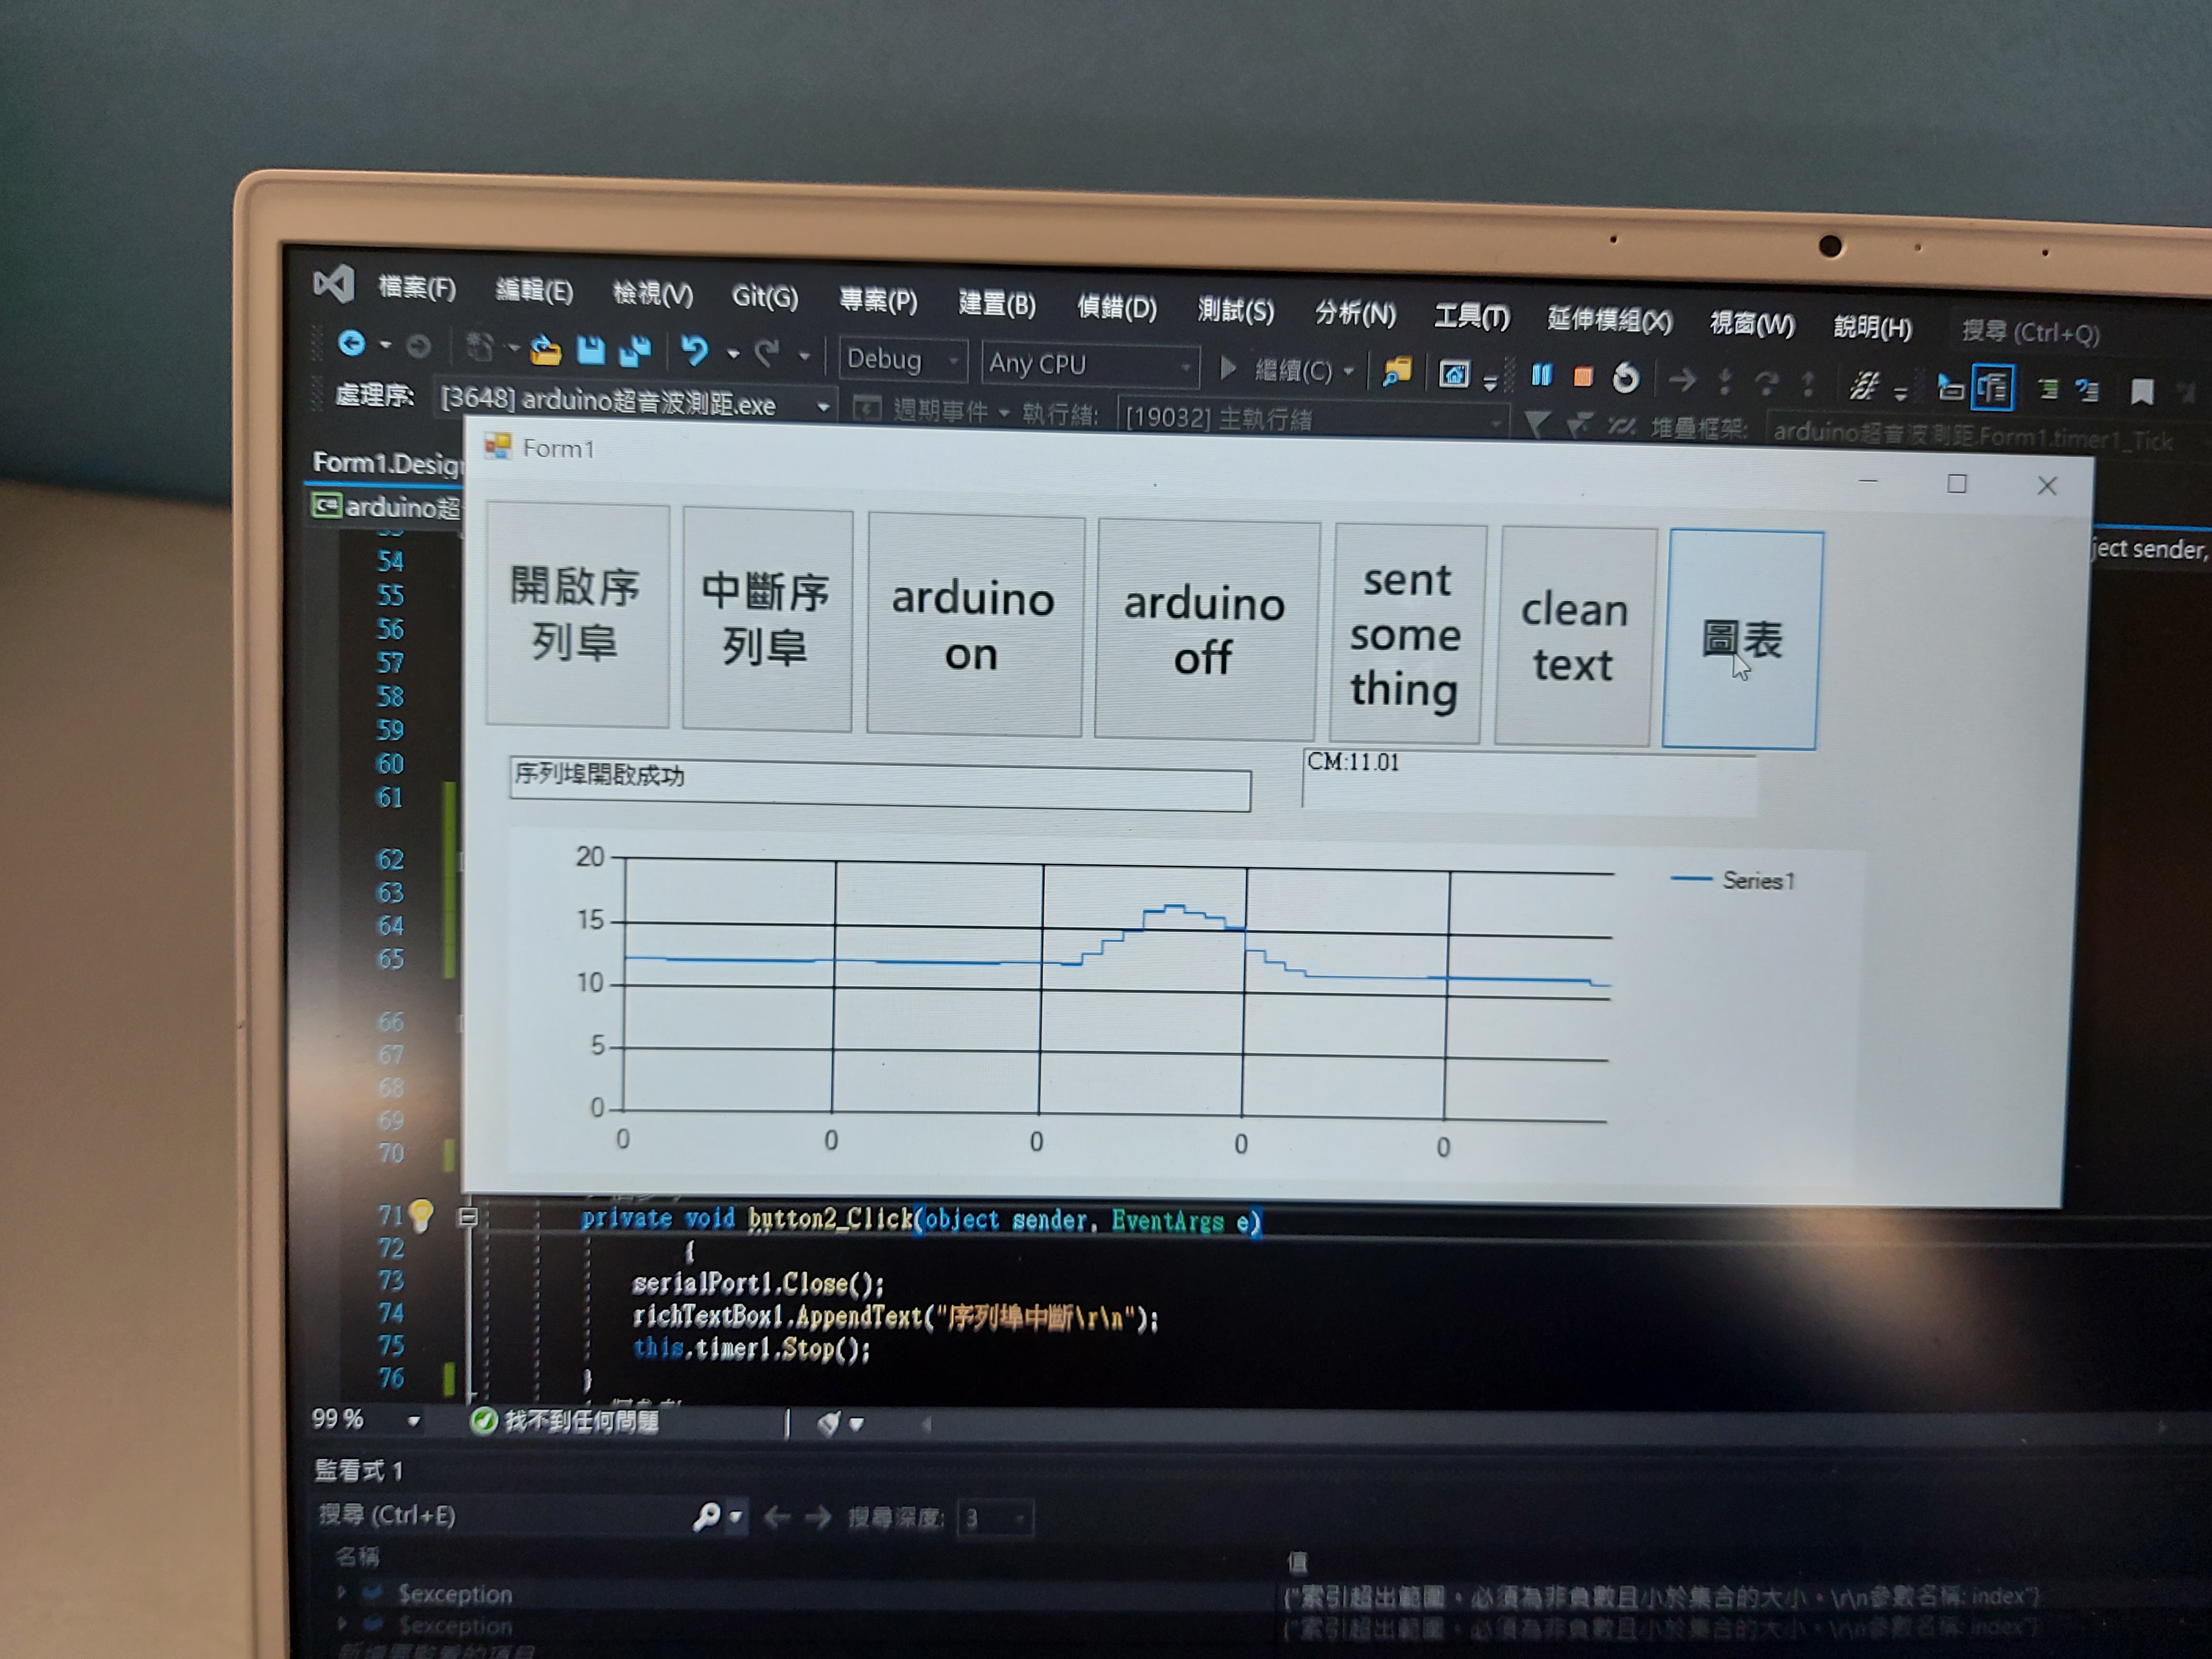 檔案(F) 編輯(E) 檢視(V) Git(G) 專案(P) 建置(B) 偵錯(D) 測試(S) 分析(N) 工具(T) 延伸模組(X) 視窗(W) 說明(H) 搜尋 (Ctrl+Q)
Debug Any CPU 繼續(C)
處理序: [3648] arduino超音波測距.exe 週期事件 執行緒: [19032] 主執行緒 堆疊框架: arduino超音波測距.Form1.timer1_Tick
Form1.Desig
C# arduino超
ject sender,
Form1
開啟序
列阜
中斷序
列阜
arduino
on
arduino
off
sent
some
thing
clean
text
圖表
序列埠開啟成功
CM:11.01
20
15
10
5
0
0 0 0 0 0
Series1
54
55
56
57
58
59
60
61
62
63
64
65
66
67
68
69
70
71 private void button2_Click(object sender, EventArgs e)
72 {
73 serialPort1.Close();
74 richTextBox1.AppendText("序列埠中斷\r\n");
75 this.timer1.Stop();
76 }
99 % 找不到任何問題
監看式 1
搜尋 (Ctrl+E) 搜尋深度: 3
名稱 值
$exception {"索引超出範圍。必須為非負數且小於集合的大小。\r\n參數名稱: index"}
$exception {"索引超出範圍。必須為非負數且小於集合的大小。\r\n參數名稱: index"}